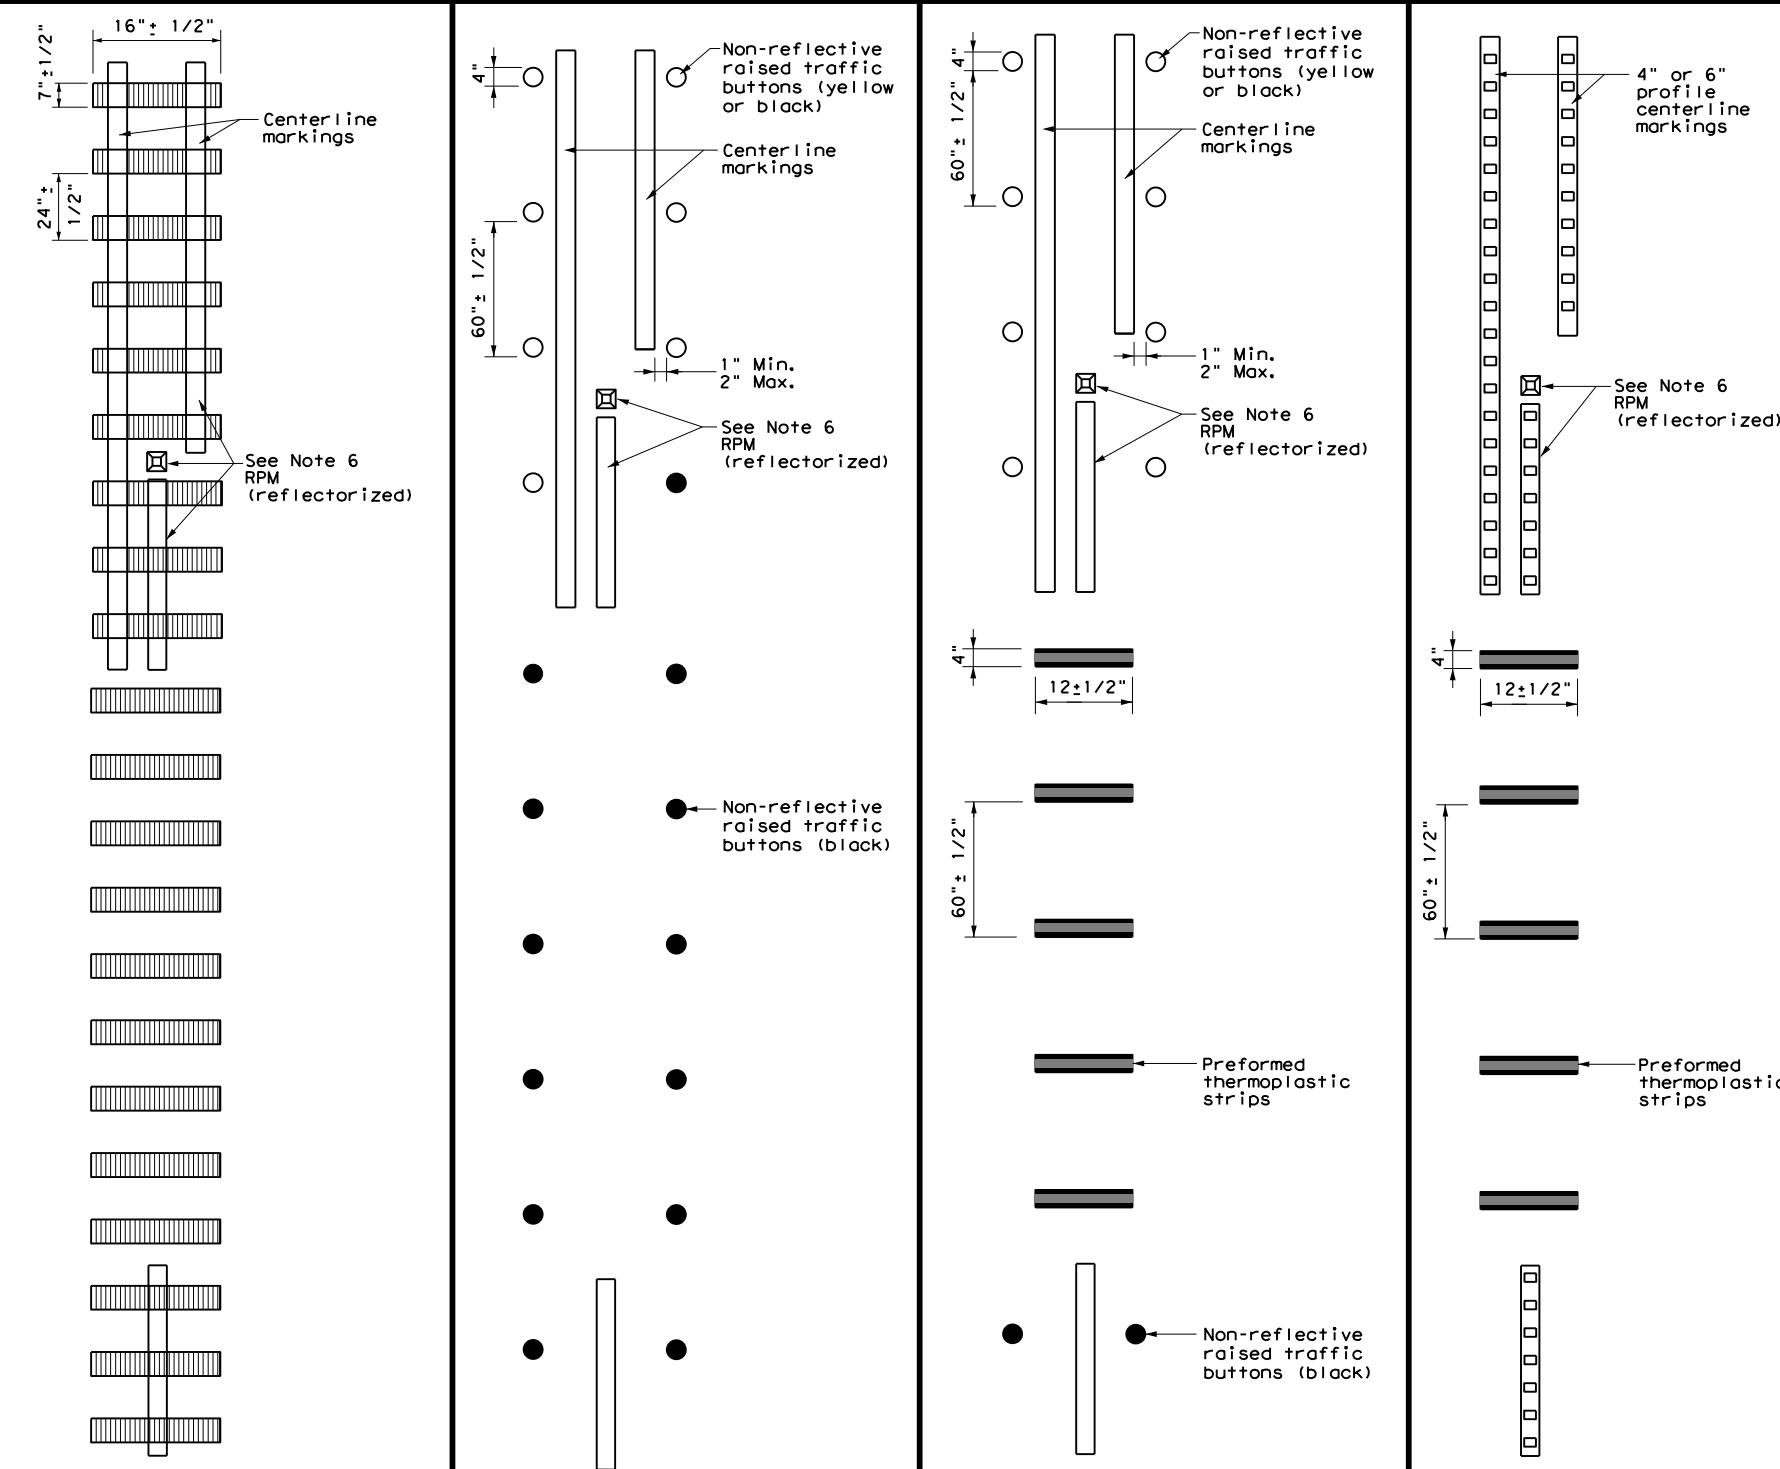 16"± 1/2"
7"±1/2"
Centerline
markings
24"±
1/2"
See Note 6
RPM
(reflectorized)
4"
Non-reflective
raised traffic
buttons (yellow
or black)
Centerline
markings
60"± 1/2"
1" Min.
2" Max.
See Note 6
RPM
(reflectorized)
Non-reflective
raised traffic
buttons (black)
4"
Non-reflective
raised traffic
buttons (yellow
or black)
60"± 1/2"
Centerline
markings
1" Min.
2" Max.
See Note 6
RPM
(reflectorized)
4"
12±1/2"
60"± 1/2"
Preformed
thermoplastic
strips
Non-reflective
raised traffic
buttons (black)
4" or 6"
profile
centerline
markings
See Note 6
RPM
(reflectorized)
4"
12±1/2"
60"± 1/2"
Preformed
thermoplastic
strips